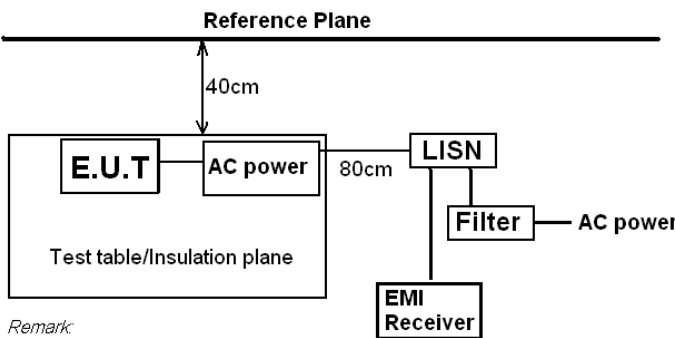 Reference Plane
40cm
E.U.T
AC power
80cm
LISN
Filter
AC power
Test table/Insulation plane
EMI
Receiver
Remark: